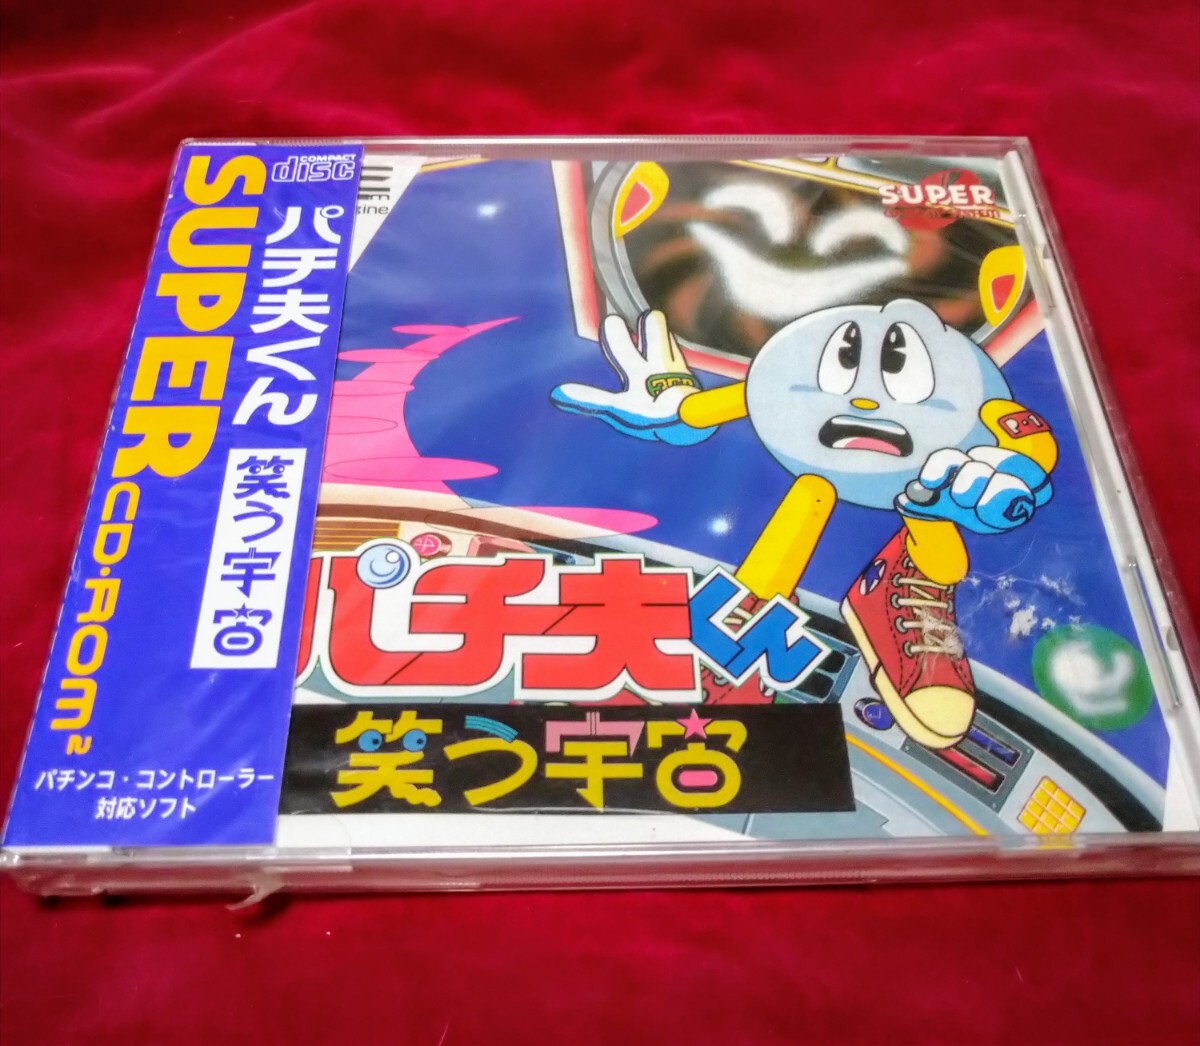 COMPACT
disc
パチ夫くん
笑う宇宙
SUPER
CD・ROM²
パチンコ・コントローラー
対応ソフト
SUPER
P-1
パチ夫くん
笑う宇宙